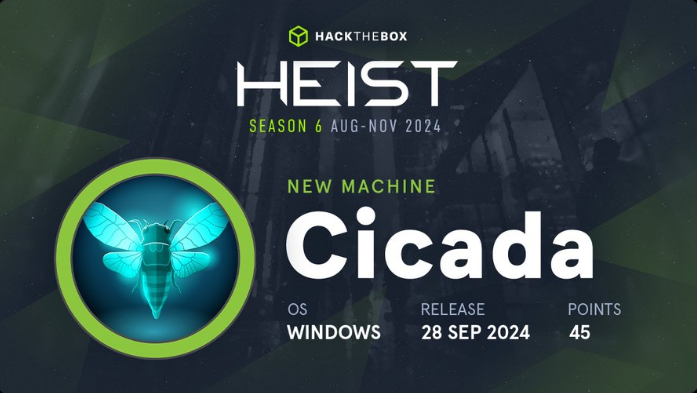 HACKTHEBOX
HEIST
SEASON 6 AUG-NOV 2024
NEW MACHINE
Cicada
OS RELEASE POINTS
WINDOWS 28 SEP 2024 45